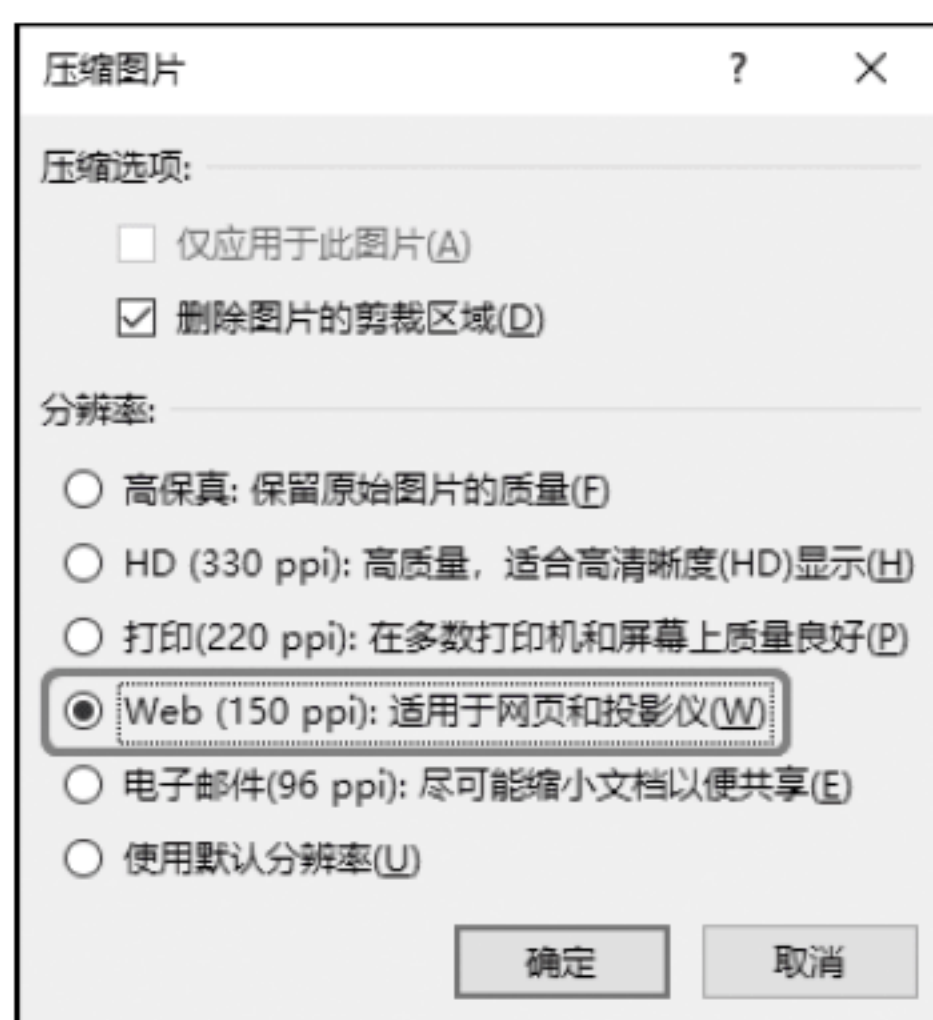 压缩图片 ? ×
压缩选项:
仅应用于此图片(A)
删除图片的剪裁区域(D)
分辨率:
高保真: 保留原始图片的质量(F)
HD (330 ppi): 高质量，适合高清晰度(HD)显示(H)
打印(220 ppi): 在多数打印机和屏幕上质量良好(P)
Web (150 ppi): 适用于网页和投影仪(W)
电子邮件(96 ppi): 尽可能缩小文档以便共享(E)
使用默认分辨率(U)
确定 取消